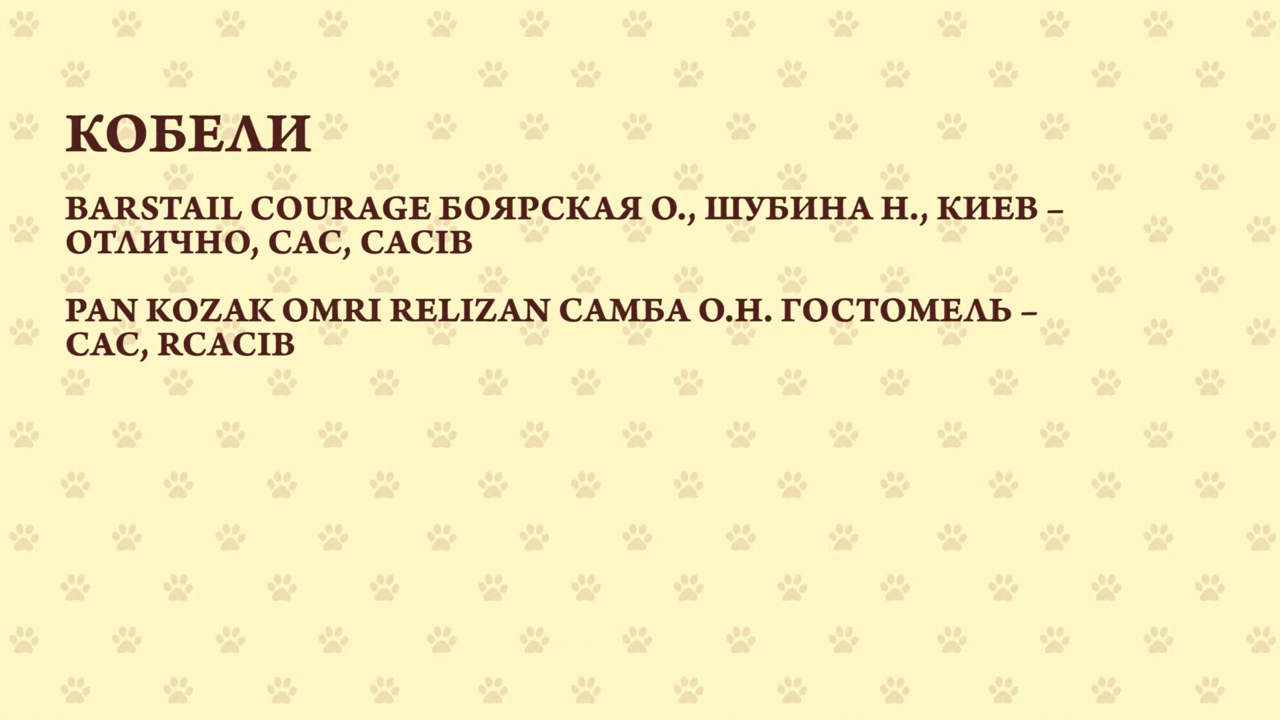 КОБЕЛИ
BARSTAIL COURAGE БОЯРСКАЯ О., ШУБИНА Н., КИЕВ –
ОТЛИЧНО, CAC, CACIB
PAN KOZAK OMRI RELIZAN САМБА О.Н. ГОСТОМЕЛЬ –
CAC, RCACIB